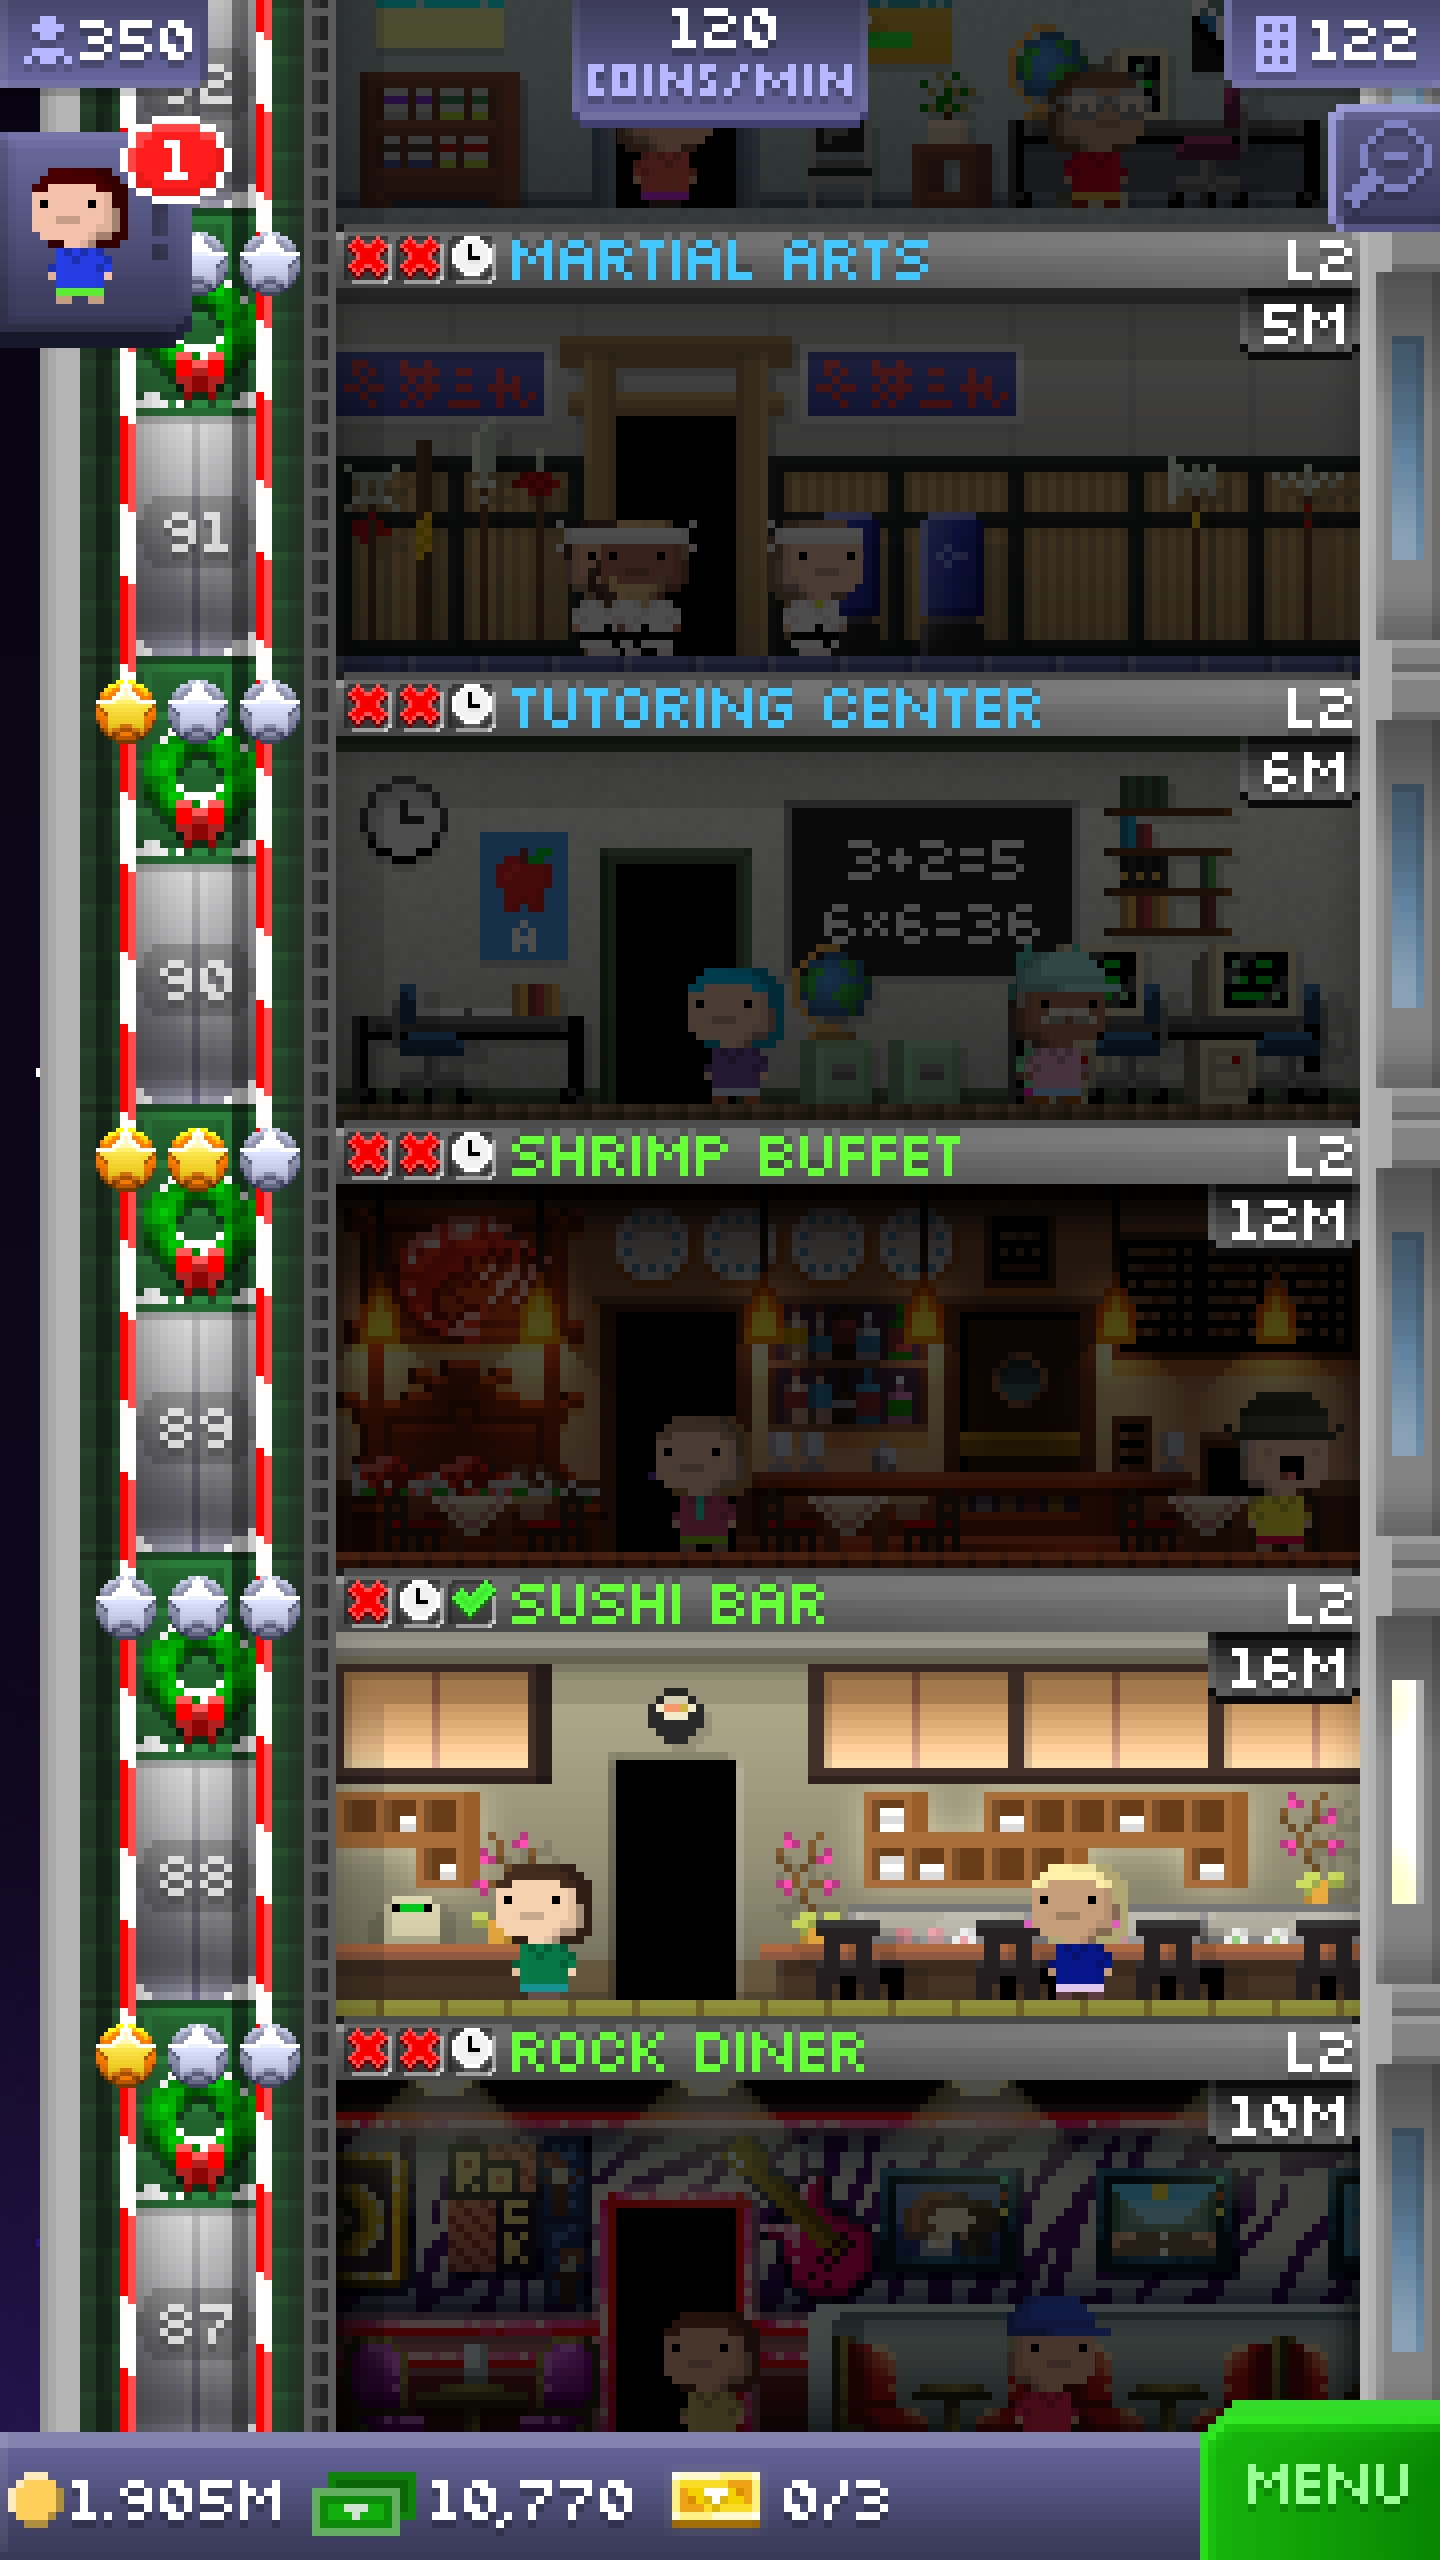 350
120
COINS/MIN
122
1
MARTIAL ARTS
L2
5M
91
TUTORING CENTER
L2
6M
3+2=5
6×6=36
A
90
SHRIMP BUFFET
L2
12M
89
SUSHI BAR
L2
16M
88
ROCK DINER
L2
10M
87
1.905M
10,770
0/3
MENU